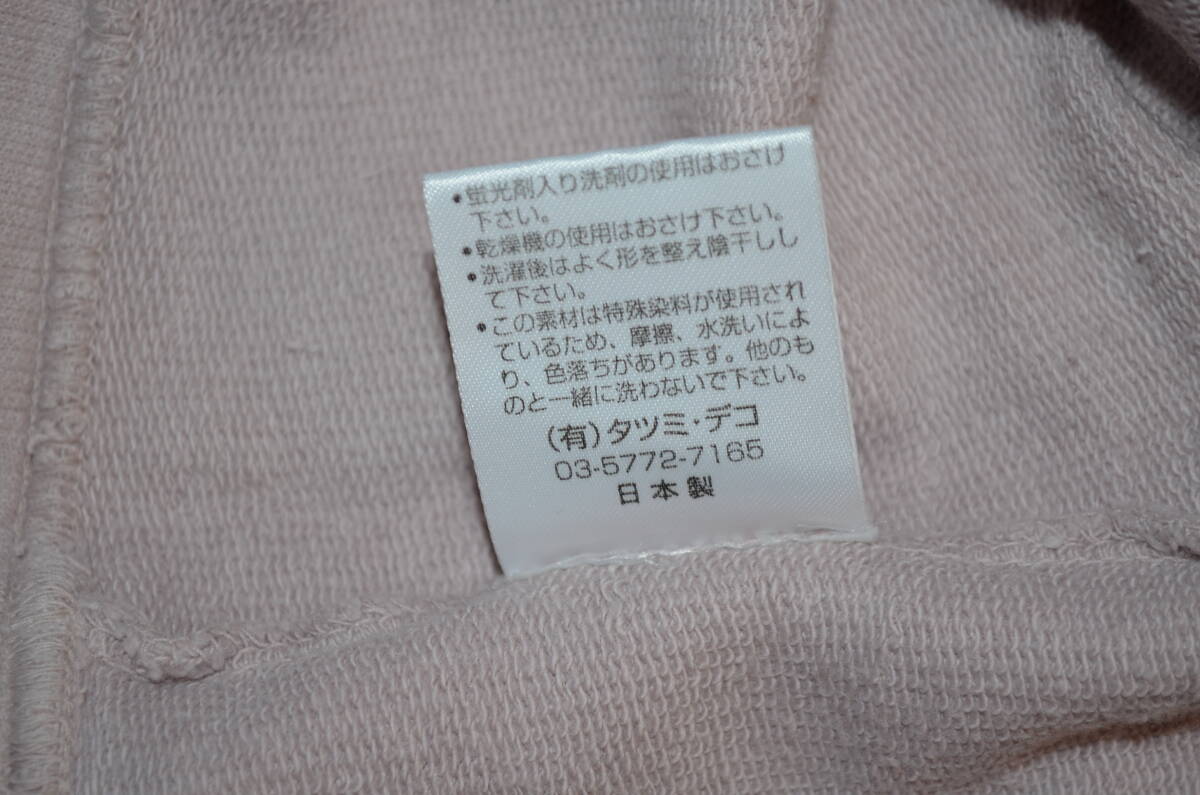 •蛍光剤入り洗剤の使用はおさけ
下さい。
•乾燥機の使用はおさけ下さい。
•洗濯後はよく形を整え陰干しし
て下さい。
•この素材は特殊染料が使用され
ているため、摩擦、水洗いによ
り、色落ちがあります。他のも
のと一緒に洗わないで下さい。
(有)タツミ・デコ
03-5772-7165
日本製